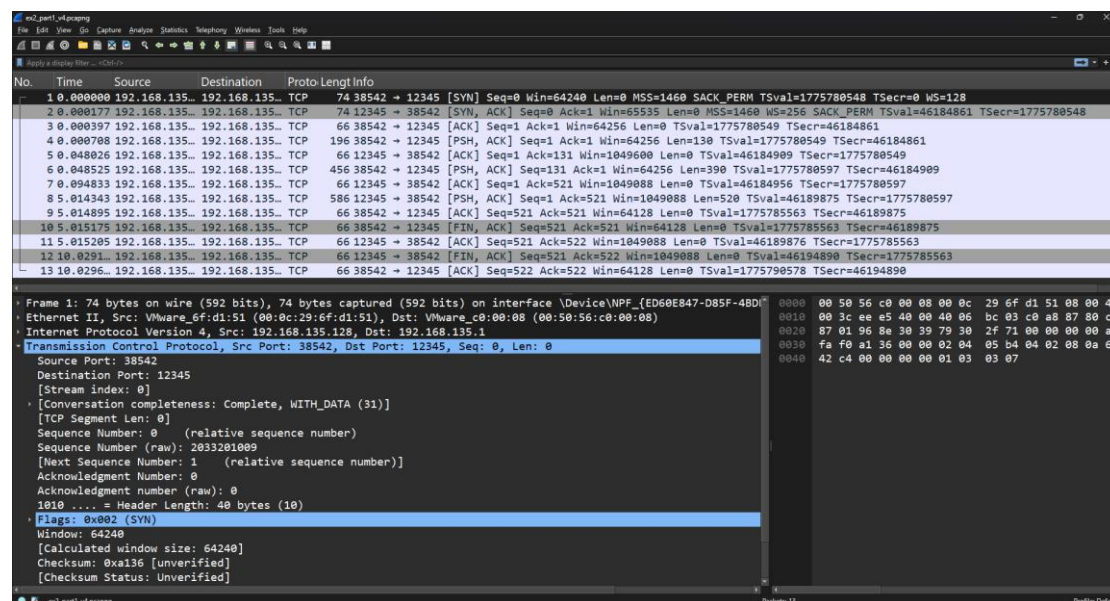 ex2_part1_v4.pcapng
File Edit View Go Capture Analyze Statistics Telephony Wireless Tools Help
Apply a display filter ... <Ctrl-/>
No. Time Source Destination Proto Lengt Info
1 0.000000 192.168.135… 192.168.135… TCP 74 38542 → 12345 [SYN] Seq=0 Win=64240 Len=0 MSS=1460 SACK_PERM TSval=1775780548 TSecr=0 WS=128
2 0.000177 192.168.135… 192.168.135… TCP 74 12345 → 38542 [SYN, ACK] Seq=0 Ack=1 Win=65535 Len=0 MSS=1460 WS=256 SACK_PERM TSval=46184861 TSecr=1775780548
3 0.000397 192.168.135… 192.168.135… TCP 66 38542 → 12345 [ACK] Seq=1 Ack=1 Win=64256 Len=0 TSval=1775780549 TSecr=46184861
4 0.000708 192.168.135… 192.168.135… TCP 196 38542 → 12345 [PSH, ACK] Seq=1 Ack=1 Win=64256 Len=130 TSval=1775780549 TSecr=46184861
5 0.048026 192.168.135… 192.168.135… TCP 66 12345 → 38542 [ACK] Seq=1 Ack=131 Win=1049600 Len=0 TSval=46184909 TSecr=1775780549
6 0.048525 192.168.135… 192.168.135… TCP 456 38542 → 12345 [PSH, ACK] Seq=131 Ack=1 Win=64256 Len=390 TSval=1775780597 TSecr=46184909
7 0.094833 192.168.135… 192.168.135… TCP 66 12345 → 38542 [ACK] Seq=1 Ack=521 Win=1049088 Len=0 TSval=46184956 TSecr=1775780597
8 5.014343 192.168.135… 192.168.135… TCP 586 12345 → 38542 [PSH, ACK] Seq=1 Ack=521 Win=1049088 Len=520 TSval=46189875 TSecr=1775780597
9 5.014895 192.168.135… 192.168.135… TCP 66 38542 → 12345 [ACK] Seq=521 Ack=521 Win=64128 Len=0 TSval=1775785563 TSecr=46189875
10 5.015175 192.168.135… 192.168.135… TCP 66 38542 → 12345 [FIN, ACK] Seq=521 Ack=521 Win=64128 Len=0 TSval=1775785563 TSecr=46189875
11 5.015205 192.168.135… 192.168.135… TCP 66 12345 → 38542 [ACK] Seq=521 Ack=522 Win=1049088 Len=0 TSval=46189876 TSecr=1775785563
12 10.0291… 192.168.135… 192.168.135… TCP 66 12345 → 38542 [FIN, ACK] Seq=521 Ack=522 Win=1049088 Len=0 TSval=46194890 TSecr=1775785563
13 10.0296… 192.168.135… 192.168.135… TCP 66 38542 → 12345 [ACK] Seq=522 Ack=522 Win=64128 Len=0 TSval=1775790578 TSecr=46194890
Frame 1: 74 bytes on wire (592 bits), 74 bytes captured (592 bits) on interface \Device\NPF_{ED60E847-D85F-4BD
Ethernet II, Src: VMware_6f:d1:51 (00:0c:29:6f:d1:51), Dst: VMware_c0:00:08 (00:50:56:c0:00:08)
Internet Protocol Version 4, Src: 192.168.135.128, Dst: 192.168.135.1
Transmission Control Protocol, Src Port: 38542, Dst Port: 12345, Seq: 0, Len: 0
Source Port: 38542
Destination Port: 12345
[Stream index: 0]
[Conversation completeness: Complete, WITH_DATA (31)]
[TCP Segment Len: 0]
Sequence Number: 0 (relative sequence number)
Sequence Number (raw): 2033201009
[Next Sequence Number: 1 (relative sequence number)]
Acknowledgment Number: 0
Acknowledgment number (raw): 0
1010 .... = Header Length: 40 bytes (10)
Flags: 0x002 (SYN)
Window: 64240
[Calculated window size: 64240]
Checksum: 0xa136 [unverified]
[Checksum Status: Unverified]
0000 00 50 56 c0 00 08 00 0c 29 6f d1 51 08 00 4
0010 00 3c ee e5 40 00 40 06 bc 03 c0 a8 87 80 c
0020 87 01 96 8e 30 39 79 30 2f 71 00 00 00 00 a
0030 fa f0 a1 36 00 00 02 04 05 b4 04 02 08 0a 6
0040 42 c4 00 00 00 00 01 03 03 07